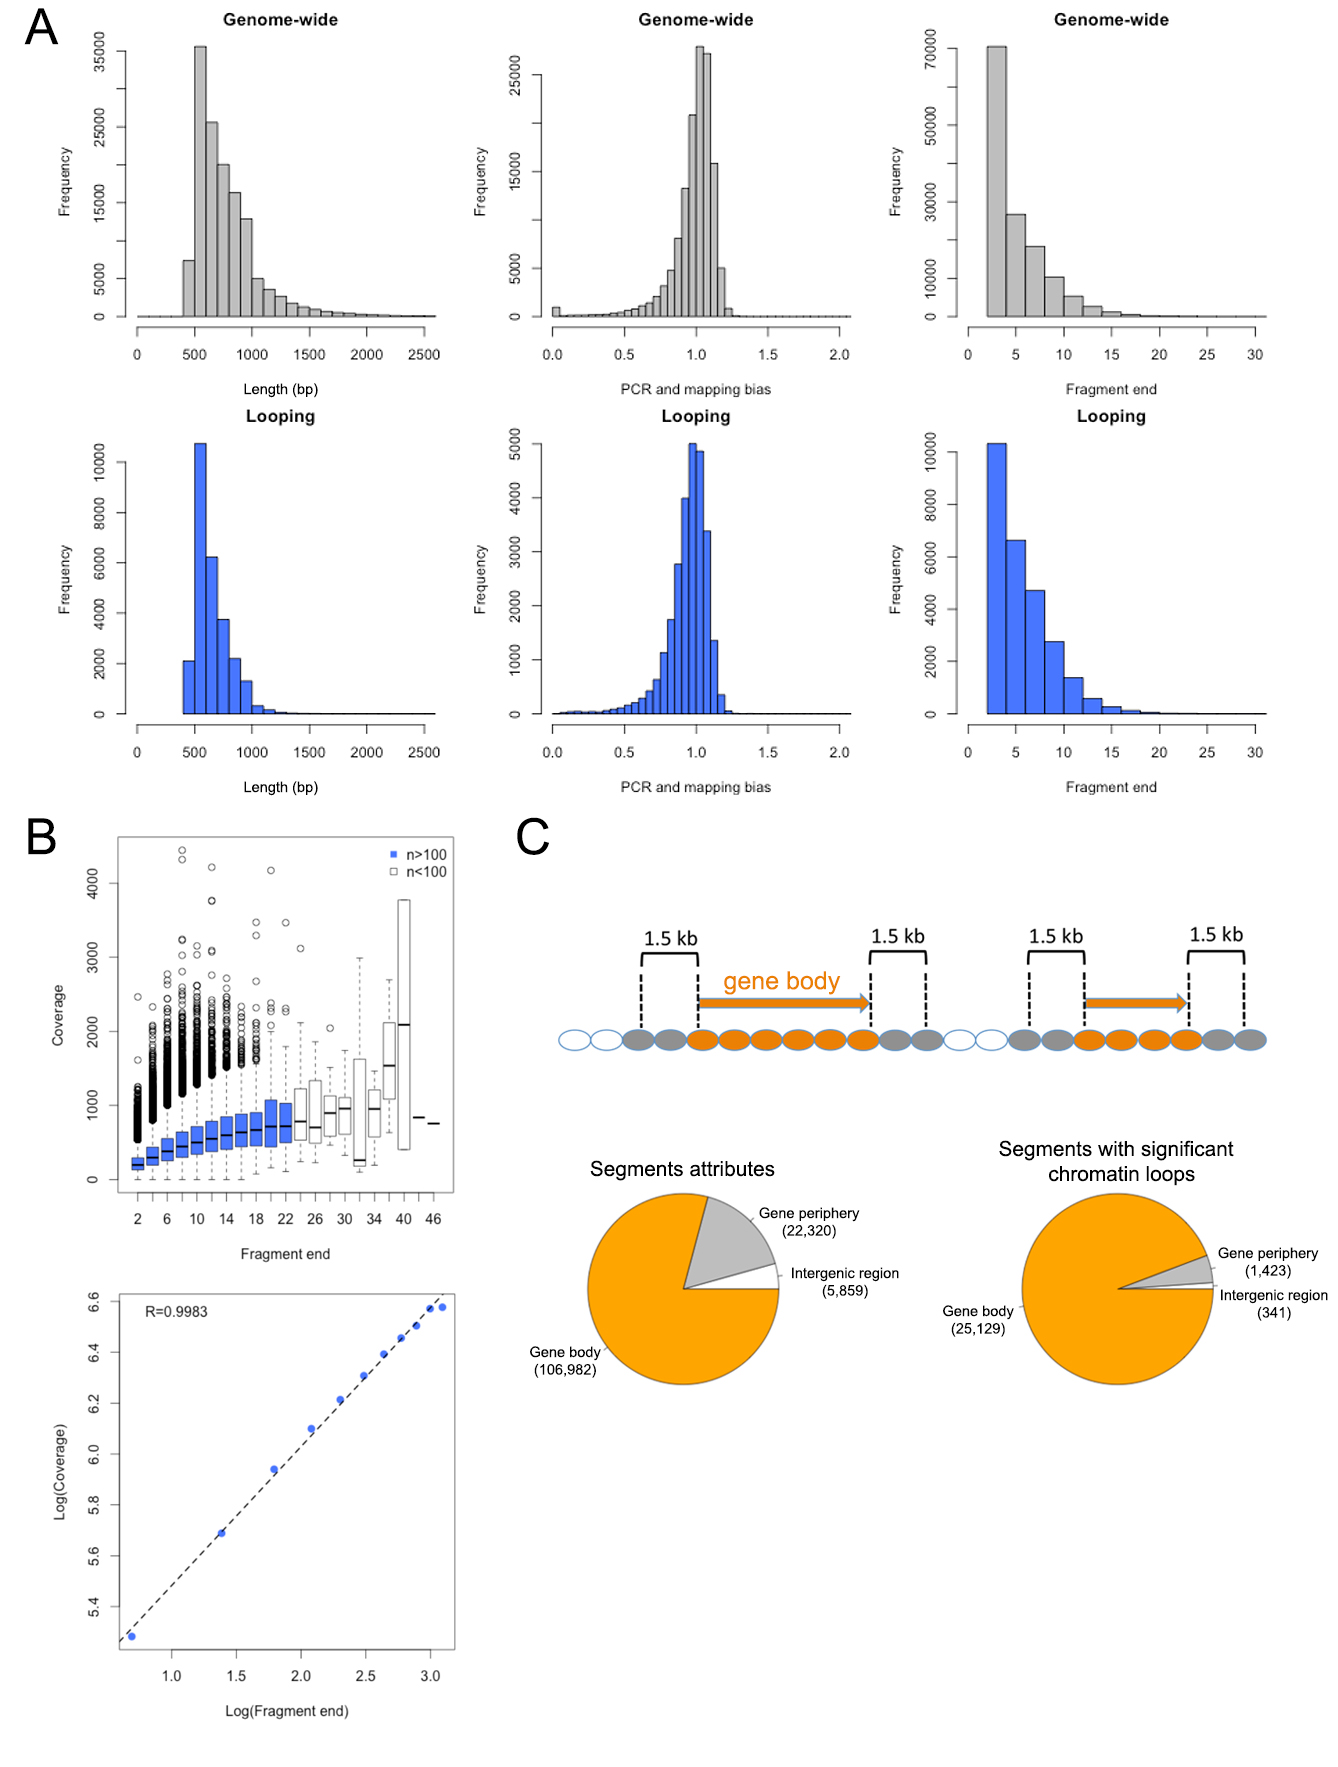 A
Genome-wide
Frequency
0
5000
15000
25000
35000
0
500
1000
1500
2000
2500
Length (bp)
Genome-wide
Frequency
0
5000
15000
25000
0.0
0.5
1.0
1.5
2.0
PCR and mapping bias
Genome-wide
Frequency
0
10000
30000
50000
70000
0
5
10
15
20
25
30
Fragment end
Looping
Frequency
0
2000
4000
6000
8000
10000
0
500
1000
1500
2000
2500
Length (bp)
Looping
Frequency
0
1000
2000
3000
4000
5000
0.0
0.5
1.0
1.5
2.0
PCR and mapping bias
Looping
Frequency
0
2000
4000
6000
8000
10000
0
5
10
15
20
25
30
Fragment end
B
n>100
n<100
Coverage
0
1000
2000
3000
4000
2
6
10
14
18
22
26
30
34
40
46
Fragment end
R=0.9983
Log(Coverage)
5.4
5.6
5.8
6.0
6.2
6.4
6.6
1.0
1.5
2.0
2.5
3.0
Log(Fragment end)
C
1.5 kb
1.5 kb
1.5 kb
1.5 kb
gene body
Segments attributes
Gene periphery
(22,320)
Intergenic region
(5,859)
Gene body
(106,982)
Segments with significant
chromatin loops
Gene periphery
(1,423)
Intergenic region
(341)
Gene body
(25,129)